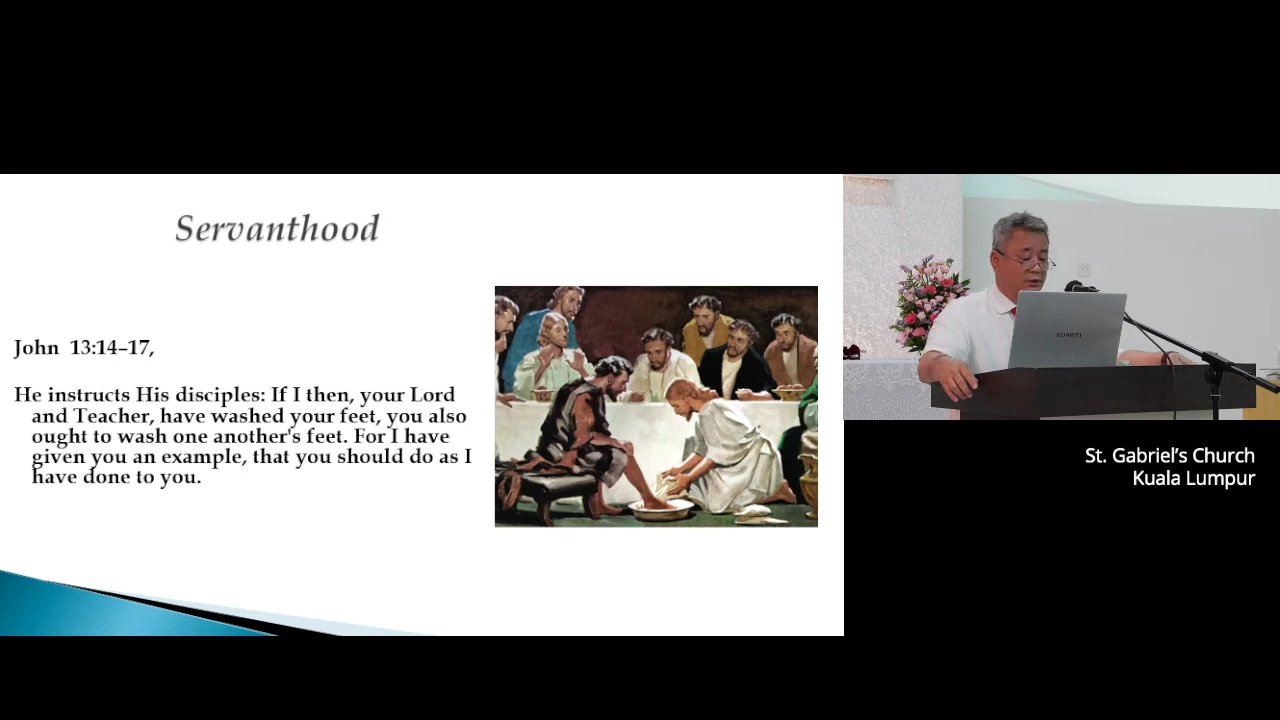 Servanthood
John 13:14–17,
He instructs His disciples: If I then, your Lord
and Teacher, have washed your feet, you also
ought to wash one another's feet. For I have
given you an example, that you should do as I
have done to you.
HUAWEI
St. Gabriel's Church
Kuala Lumpur